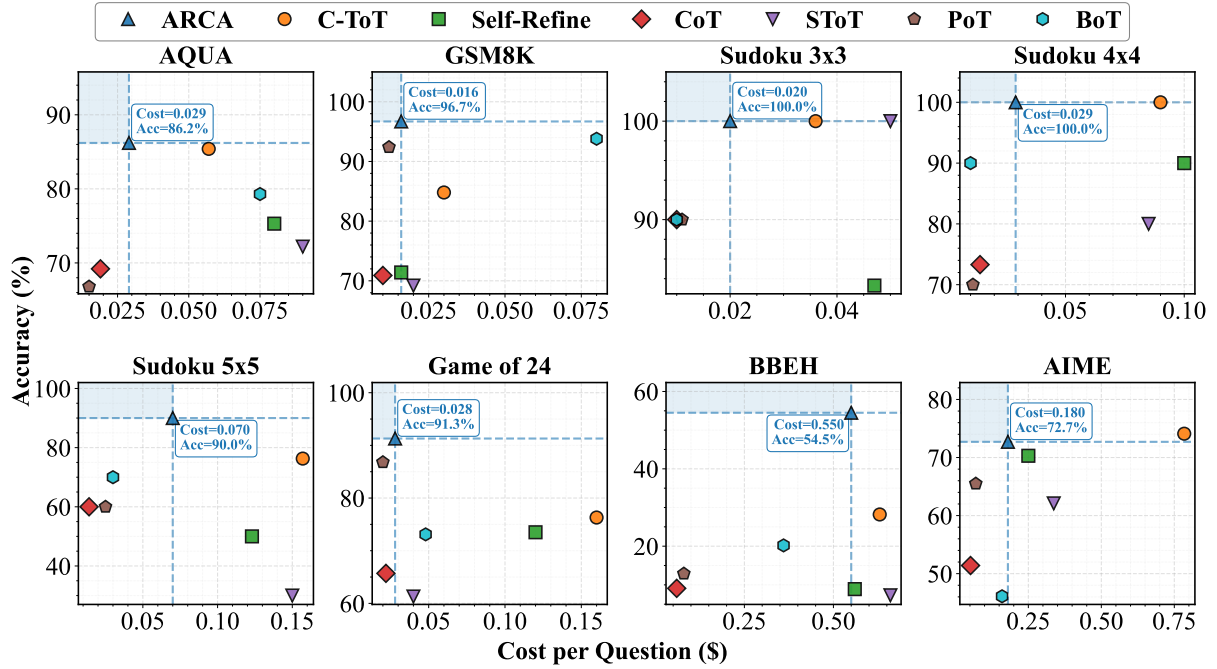 ARCA C-ToT Self-Refine CoT SToT PoT BoT
AQUA
GSM8K
Sudoku 3x3
Sudoku 4x4
90
80
70
0.025 0.050 0.075
Cost=0.029
Acc=86.2%
100
90
80
70
0.02 0.04 0.06 0.08
Cost=0.016
Acc=96.7%
100
90
0.02 0.04
Cost=0.020
Acc=100.0%
100
90
80
70
0.05 0.10
Cost=0.029
Acc=100.0%
Accuracy (%)
Sudoku 5x5
Game of 24
BBEH
AIME
100
80
60
40
0.05 0.10 0.15
Cost=0.070
Acc=90.0%
100
80
60
0.05 0.10 0.15
Cost=0.028
Acc=91.3%
60
40
20
0.25 0.50
Cost=0.550
Acc=54.5%
80
70
60
50
0.25 0.50 0.75
Cost=0.180
Acc=72.7%
Cost per Question ($)